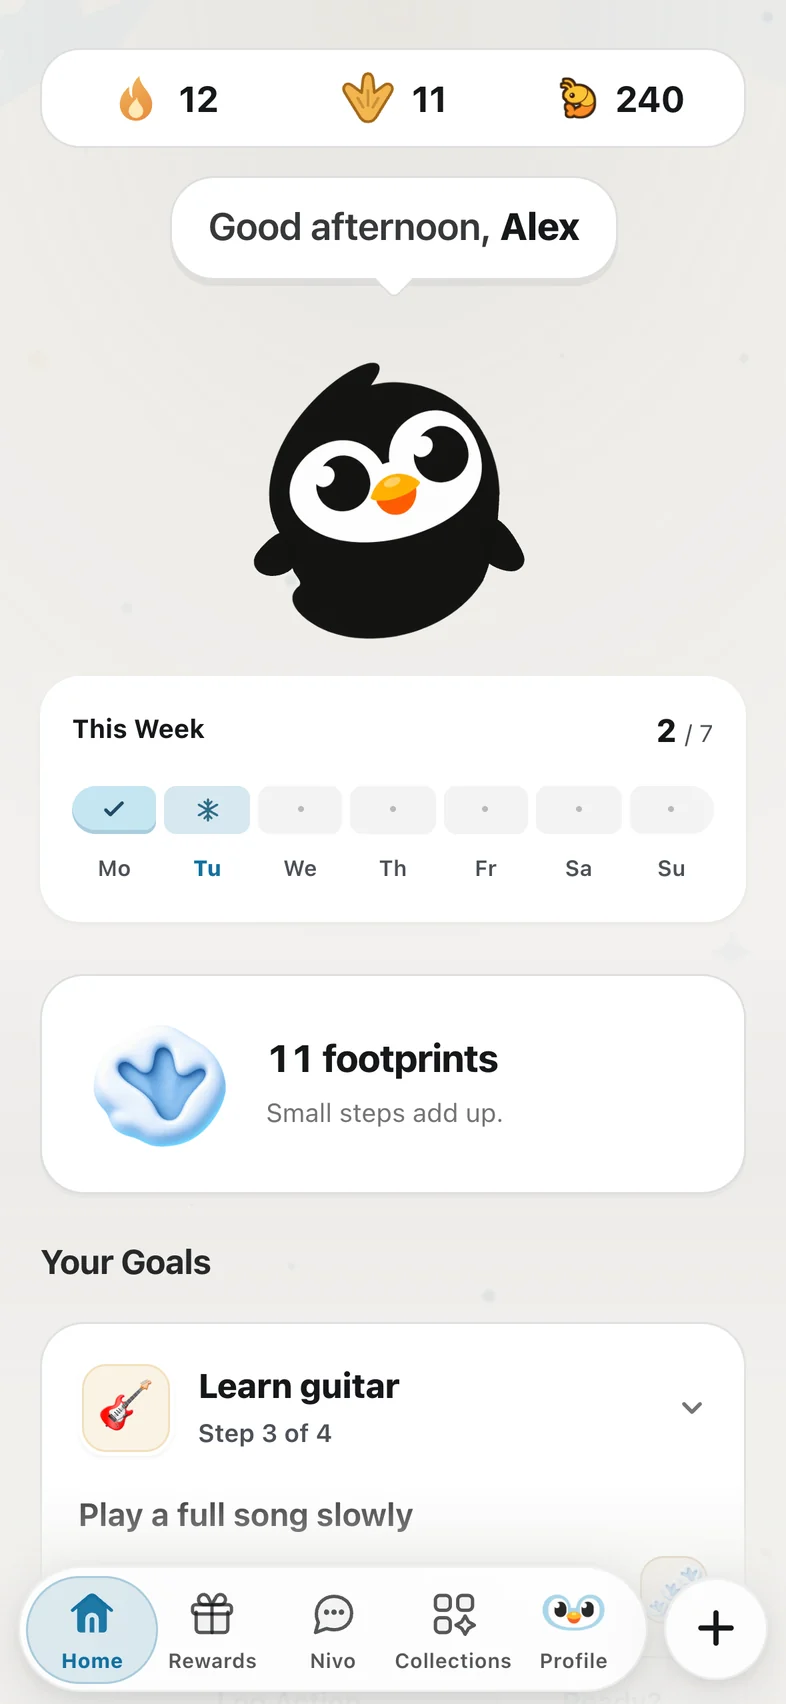 12 11 240
Good afternoon, Alex
This Week 2 / 7
Mo Tu We Th Fr Sa Su
11 footprints
Small steps add up.
Your Goals
Learn guitar
Step 3 of 4
Play a full song slowly
Home Rewards Nivo Collections Profile